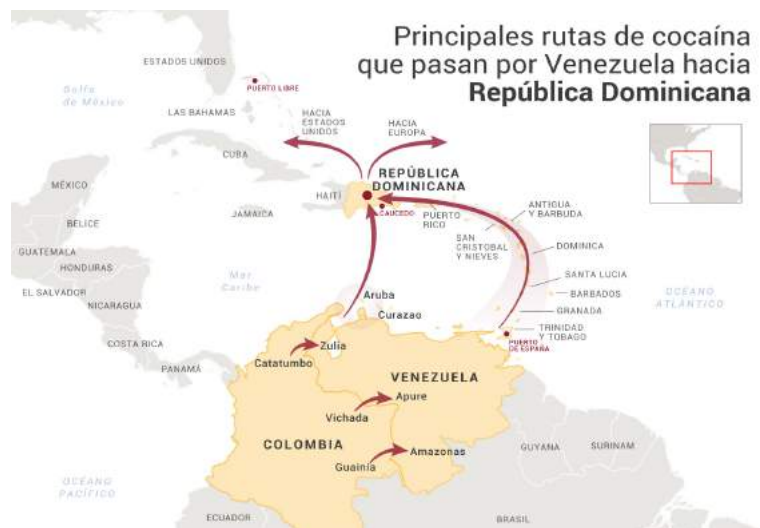 Principales rutas de cocaína
que pasan por Venezuela hacia
República Dominicana
ESTADOS UNIDOS
Golfo
de México
PUERTO LIBRE
LAS BAHAMAS
HACIA
ESTADOS
UNIDOS
HACIA
EUROPA
CUBA
MÉXICO
HAITÍ
REPÚBLICA
DOMINICANA
CAUCEDO
JAMAICA
PUERTO
RICO
ANTIGUA
Y BARBUDA
SAN
CRISTOBAL
Y NIEVES
BELICE
GUATEMALA
HONDURAS
DOMINICA
Mar
Caribe
SANTA LUCIA
EL SALVADOR
NICARAGUA
Aruba
BARBADOS
OCÉANO
ATLÁNTICO
Curazao
GRANADA
COSTA RICA
TRINIDAD
Y TOBAGO
PUERTO
DE ESPAÑA
Zulia
Catatumbo
PANAMÁ
VENEZUELA
Apure
Vichada
COLOMBIA
Amazonas
Guainía
GUYANA
SURINAM
OCÉANO
PACÍFICO
ECUADOR
BRASIL